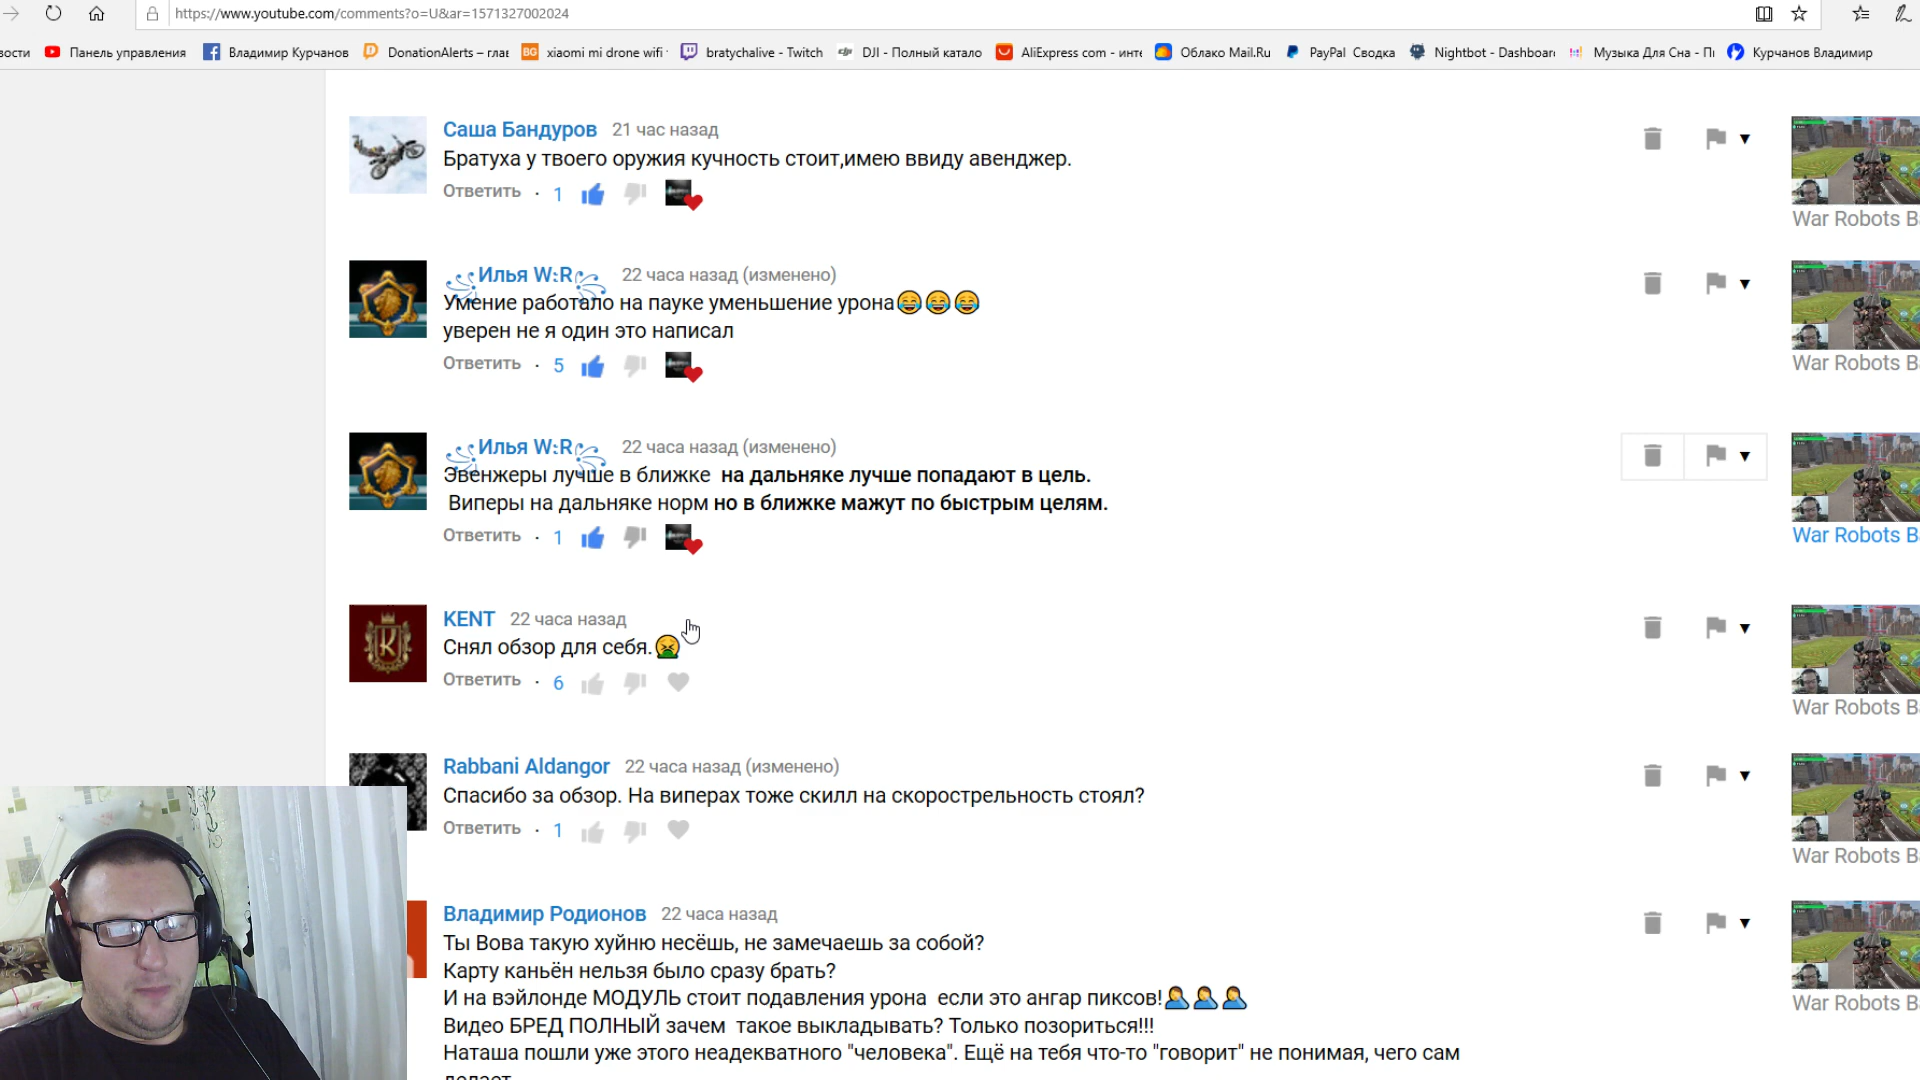 https://www.youtube.com/comments?o=U&ar=1571327002024
вости Панель управления Владимир Курчанов DonationAlerts – глав xiaomi mi drone wifi bratychalive - Twitch DJI - Полный катало AliExpress com - инте Облако Mail.Ru PayPal Сводка Nightbot - Dashboar Музыка Для Сна - П Курчанов Владимир
Саша Бандуров 21 час назад
Братуха у твоего оружия кучность стоит,имею ввиду авенджер.
Ответить · 1
War Robots B
Илья W꞉R 22 часа назад (изменено)
Умение работало на пауке уменьшение урона😂😂😂
уверен не я один это написал
Ответить · 5
War Robots B
Илья W꞉R 22 часа назад (изменено)
Эвенжеры лучше в ближке на дальняке лучше попадают в цель.
Виперы на дальняке норм но в ближке мажут по быстрым целям.
Ответить · 1
War Robots B
KENT 22 часа назад
Снял обзор для себя.🤮
Ответить · 6
War Robots B
Rabbani Aldangor 22 часа назад (изменено)
Спасибо за обзор. На виперах тоже скилл на скорострельность стоял?
Ответить · 1
War Robots B
Владимир Родионов 22 часа назад
Ты Вова такую хуйню несёшь, не замечаешь за собой?
Карту каньён нельзя было сразу брать?
И на вэйлонде МОДУЛЬ стоит подавления урона если это ангар пиксов!🤦‍♂️🤦‍♂️🤦‍♂️
Видео БРЕД ПОЛНЫЙ зачем такое выкладывать? Только позориться!!!
Наташа пошли уже этого неадекватного "человека". Ещё на тебя что-то "говорит" не понимая, чего сам
War Robots B